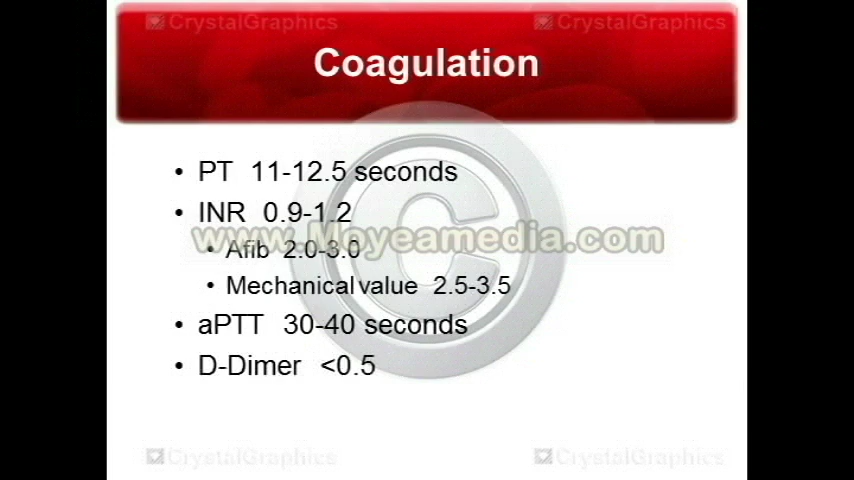 CrystalGraphics CrystalGraphics
Coagulation
• PT 11-12.5 seconds
• INR 0.9-1.2
www.Moyeamedia.com
• Afib 2.0-3.0
• Mechanical value 2.5-3.5
• aPTT 30-40 seconds
• D-Dimer <0.5
CrystalGraphics CrystalGraphics